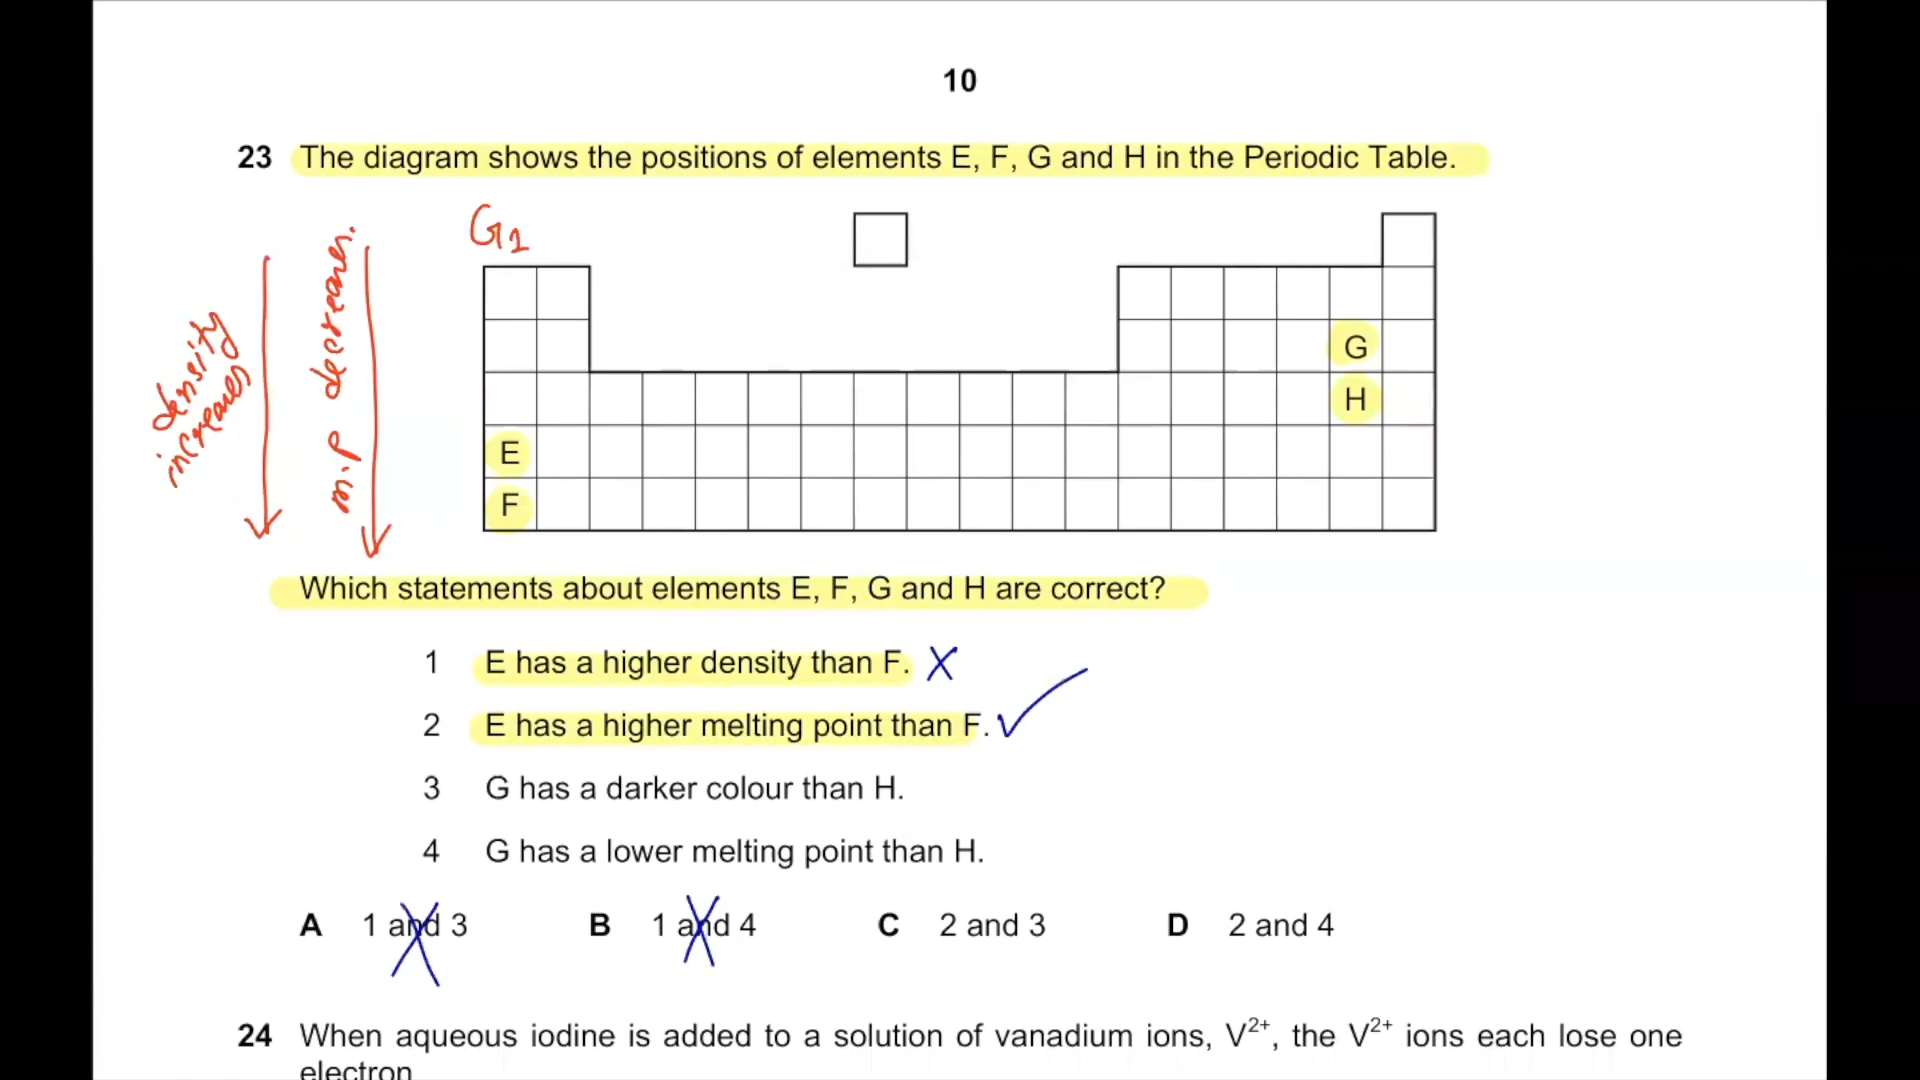 10
23 The diagram shows the positions of elements E, F, G and H in the Periodic Table.
G1
density increases
m.p decreases.
G
H
E
F
Which statements about elements E, F, G and H are correct?
1 E has a higher density than F. X
2 E has a higher melting point than F. ✓
3 G has a darker colour than H.
4 G has a lower melting point than H.
A 1 and 3 B 1 and 4 C 2 and 3 D 2 and 4
24 When aqueous iodine is added to a solution of vanadium ions, V²⁺, the V²⁺ ions each lose one
electron